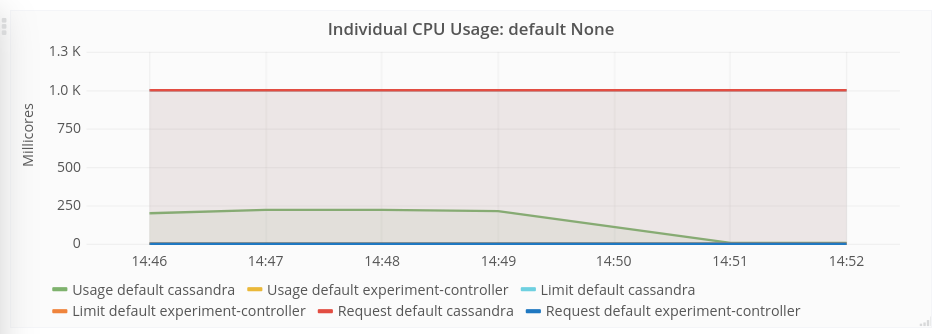 Individual CPU Usage: default None
Millicores
1.3 K
1.0 K
750
500
250
0
14:46 14:47 14:48 14:49 14:50 14:51 14:52
Usage default cassandra Usage default experiment-controller Limit default cassandra
Limit default experiment-controller Request default cassandra Request default experiment-controller